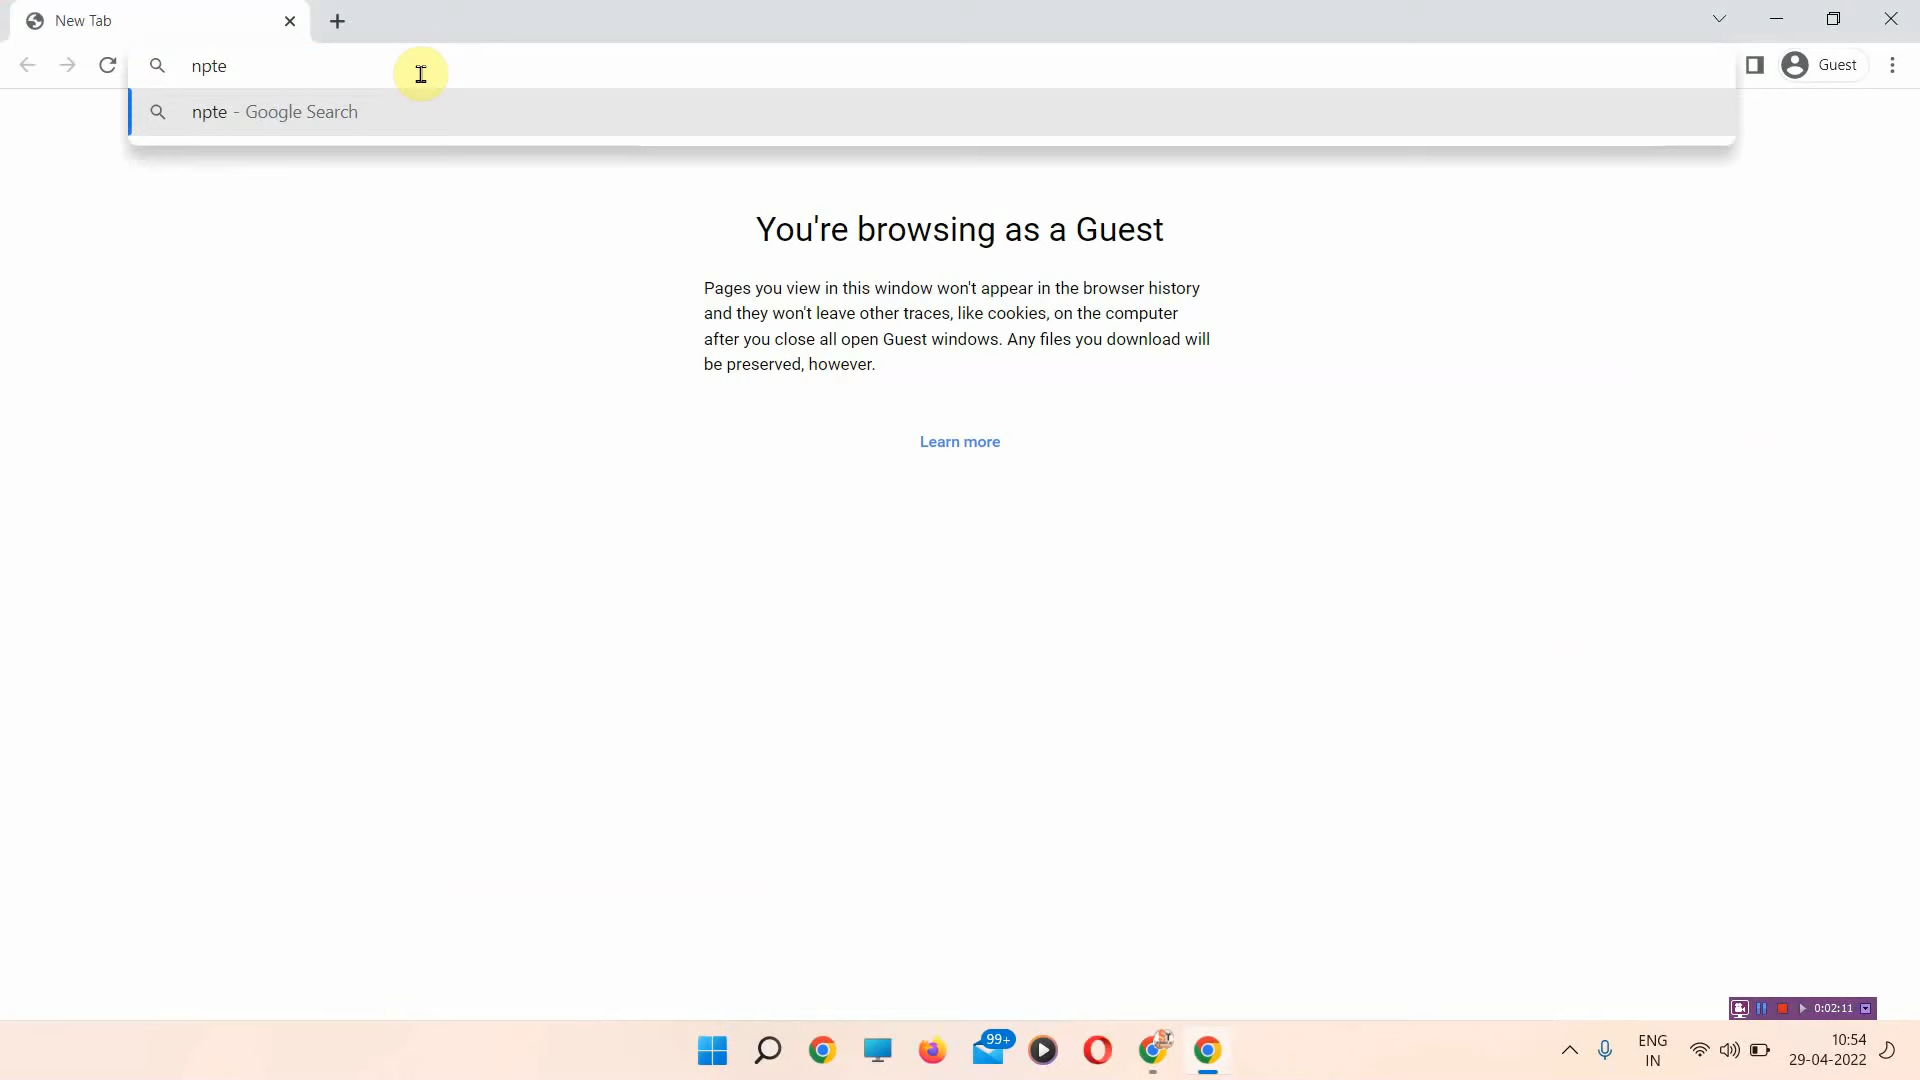 New Tab
npte
Guest
npte - Google Search
You're browsing as a Guest
Pages you view in this window won't appear in the browser history
and they won't leave other traces, like cookies, on the computer
after you close all open Guest windows. Any files you download will
be preserved, however.
Learn more
0:02:11
99+
ENG
IN
10:54
29-04-2022